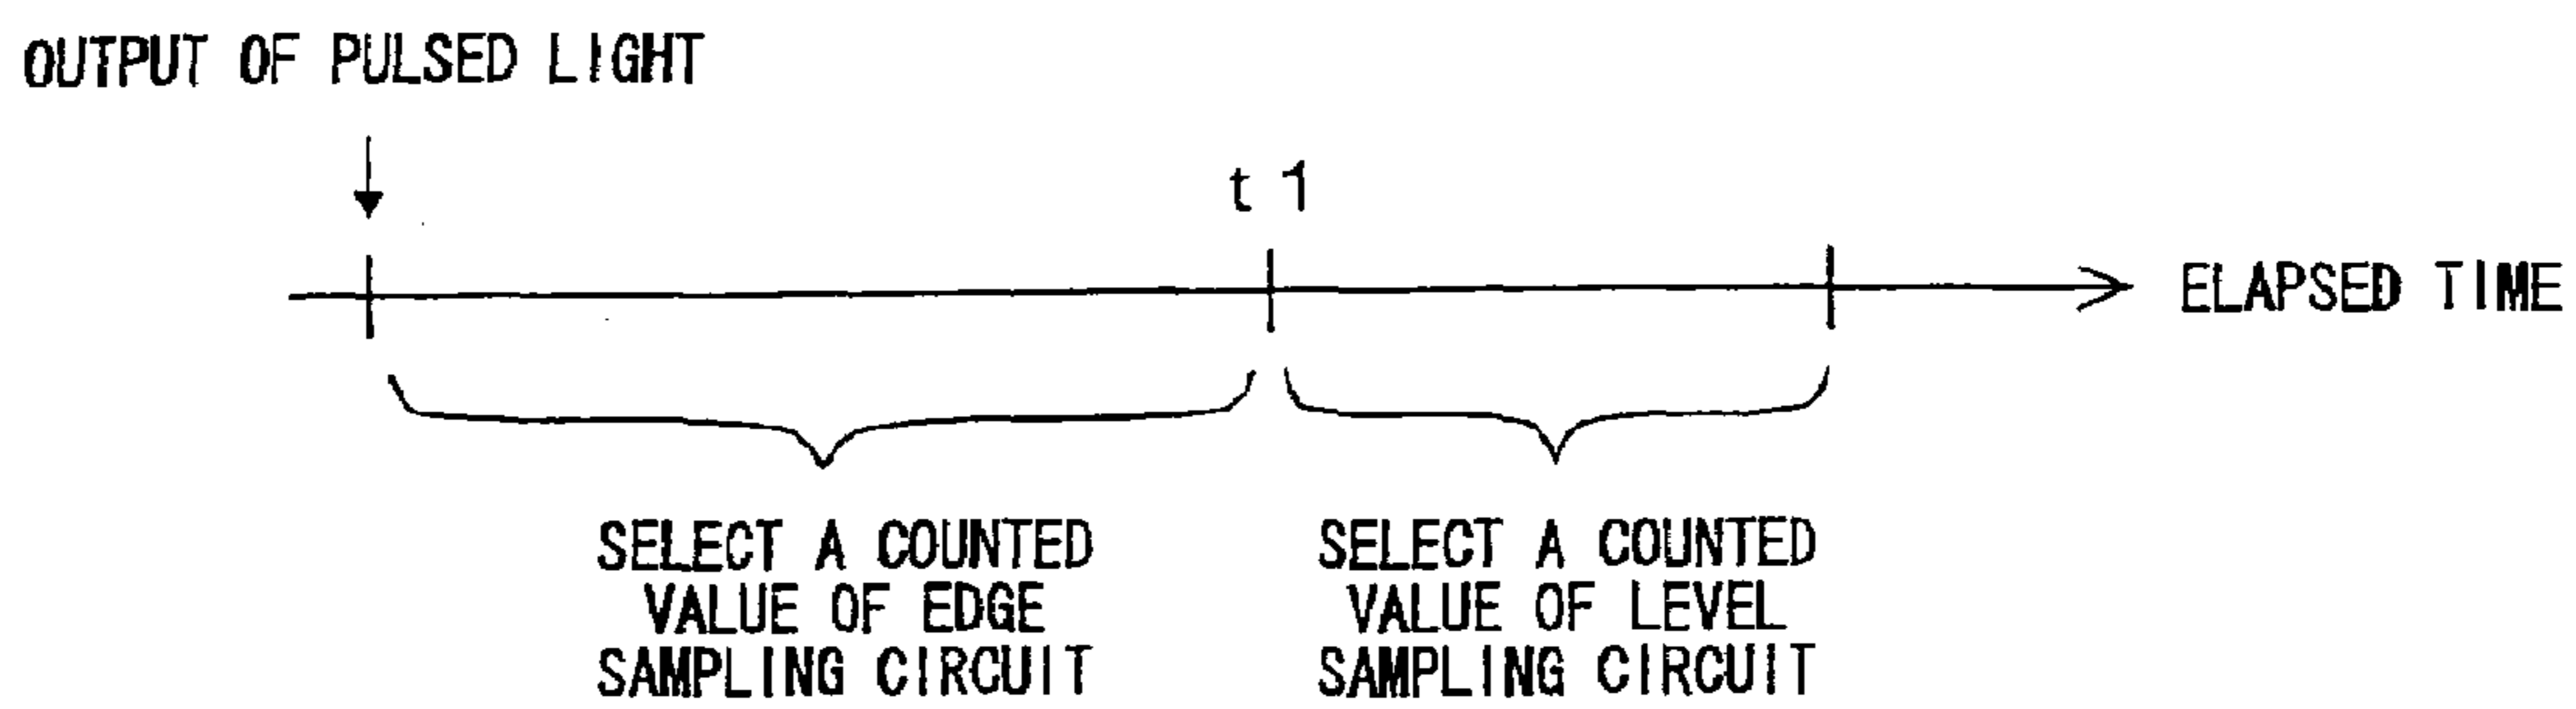 OUTPUT OF PULSED LIGHT
t1
ELAPSED TIME
SELECT A COUNTED
VALUE OF EDGE
SAMPLING CIRCUIT
SELECT A COUNTED
VALUE OF LEVEL
SAMPLING CIRCUIT